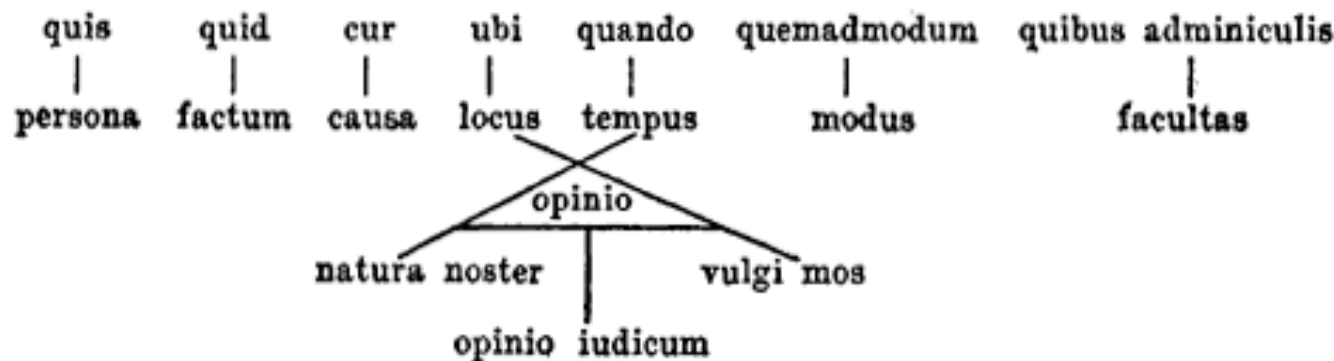 quis quid cur ubi quando quemadmodum quibus adminiculis
persona factum causa locus tempus modus facultas
opinio
natura noster vulgi mos
opinio iudicum